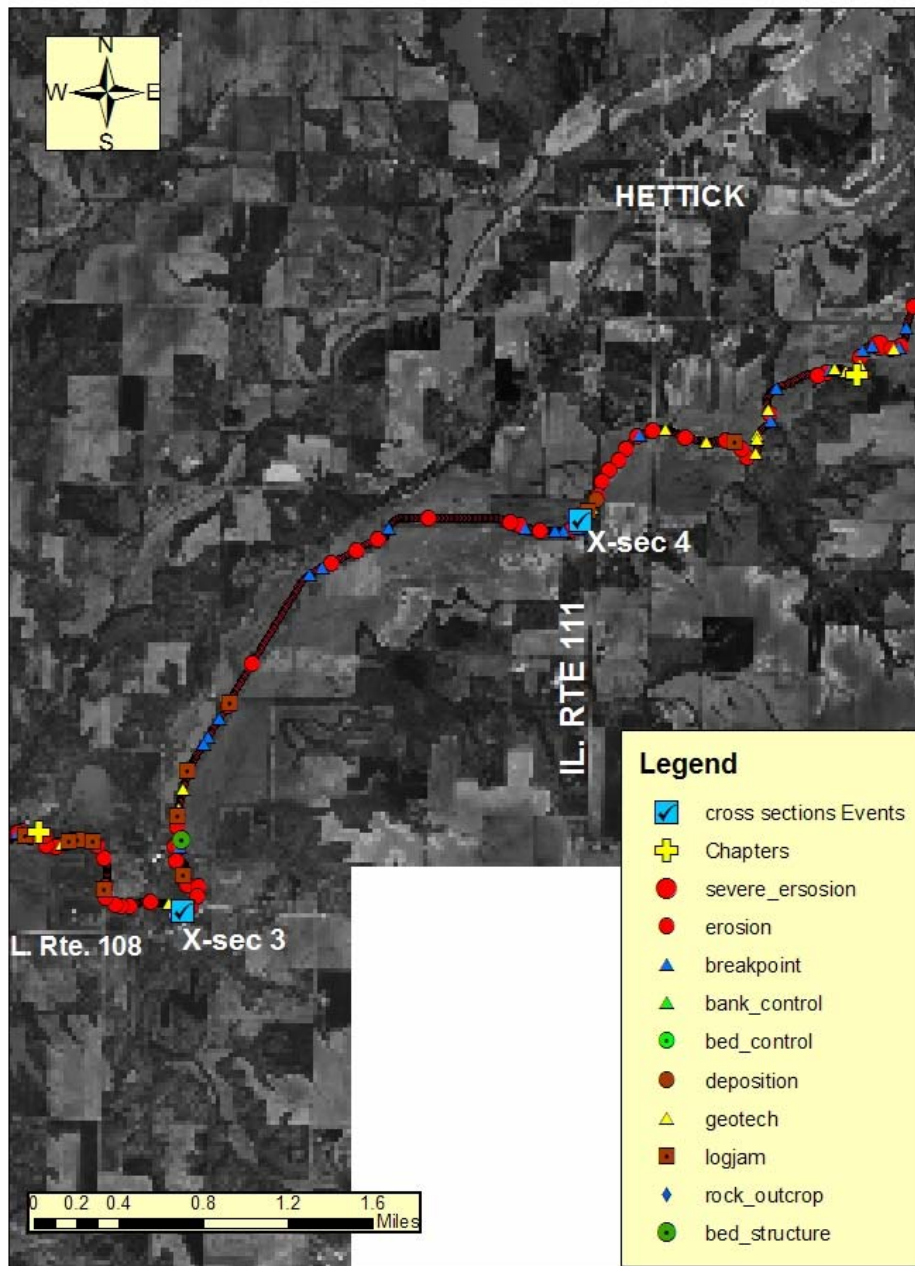 N
W E
S
HETTICK
X-sec 4
IL. RTE 111
L. Rte. 108
X-sec 3
Legend
cross sections Events
Chapters
severe_ersosion
erosion
breakpoint
bank_control
bed_control
deposition
geotech
logjam
rock_outcrop
bed_structure
0 0.2 0.4 0.8 1.2 1.6
Miles